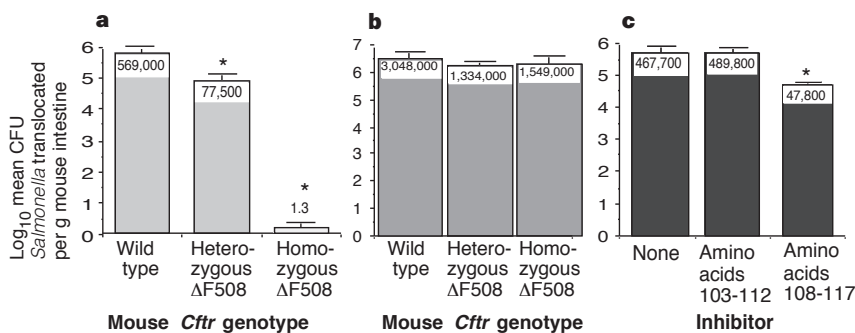 a
Log10 mean CFU
Salmonella translocated
per g mouse intestine
6
5
4
3
2
1
0
569,000
*
77,500
*
1.3
Wild type
Hetero-zygous ΔF508
Homo-zygous ΔF508
Mouse Cftr genotype
b
7
6
5
4
3
2
1
0
3,048,000
1,334,000
1,549,000
Wild type
Hetero-zygous ΔF508
Homo-zygous ΔF508
Mouse Cftr genotype
c
6
5
4
3
2
1
0
467,700
489,800
*
47,800
None
Amino acids 103-112
Amino acids 108-117
Inhibitor